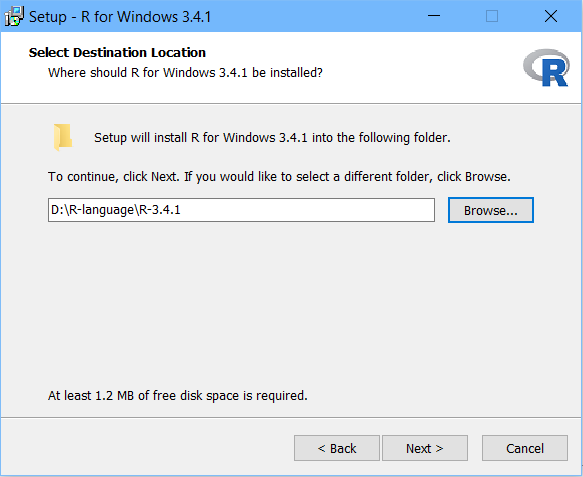 Setup - R for Windows 3.4.1
Select Destination Location
Where should R for Windows 3.4.1 be installed?
R
Setup will install R for Windows 3.4.1 into the following folder.
To continue, click Next. If you would like to select a different folder, click Browse.
D:\R-language\R-3.4.1
Browse...
At least 1.2 MB of free disk space is required.
< Back
Next >
Cancel